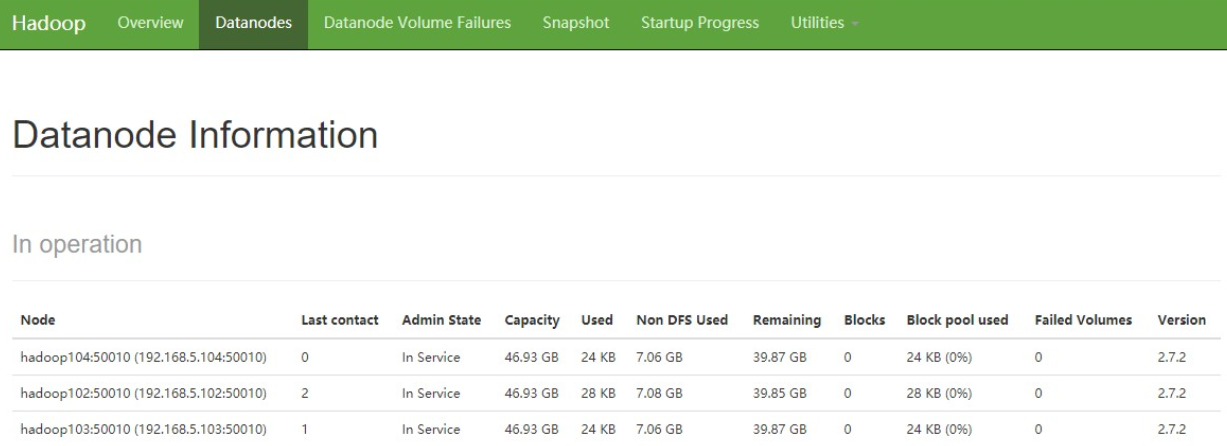 Hadoop Overview Datanodes Datanode Volume Failures Snapshot Startup Progress Utilities
Datanode Information
In operation
Node Last contact Admin State Capacity Used Non DFS Used Remaining Blocks Block pool used Failed Volumes Version
hadoop104:50010 (192.168.5.104:50010) 0 In Service 46.93 GB 24 KB 7.06 GB 39.87 GB 0 24 KB (0%) 0 2.7.2
hadoop102:50010 (192.168.5.102:50010) 2 In Service 46.93 GB 28 KB 7.08 GB 39.85 GB 0 28 KB (0%) 0 2.7.2
hadoop103:50010 (192.168.5.103:50010) 1 In Service 46.93 GB 24 KB 7.06 GB 39.87 GB 0 24 KB (0%) 0 2.7.2